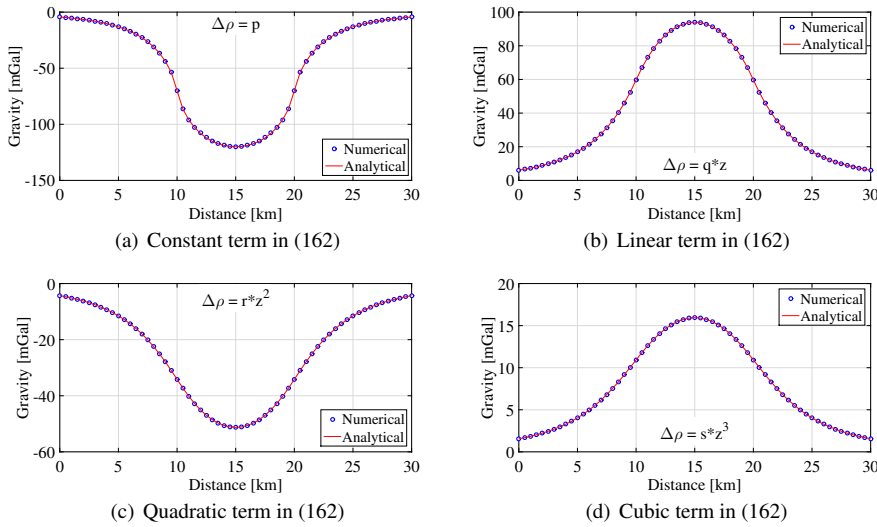 0
-50
-100
-150
Gravity [mGal]
Δρ = p
Numerical
Analytical
0 5 10 15 20 25 30
Distance [km]
(a) Constant term in (162)
100
80
60
40
20
0
Gravity [mGal]
Numerical
Analytical
Δρ = q*z
0 5 10 15 20 25 30
Distance [km]
(b) Linear term in (162)
0
-20
-40
-60
Gravity [mGal]
Δρ = r*z²
Numerical
Analytical
0 5 10 15 20 25 30
Distance [km]
(c) Quadratic term in (162)
20
15
10
5
0
Gravity [mGal]
Numerical
Analytical
Δρ = s*z³
0 5 10 15 20 25 30
Distance [km]
(d) Cubic term in (162)